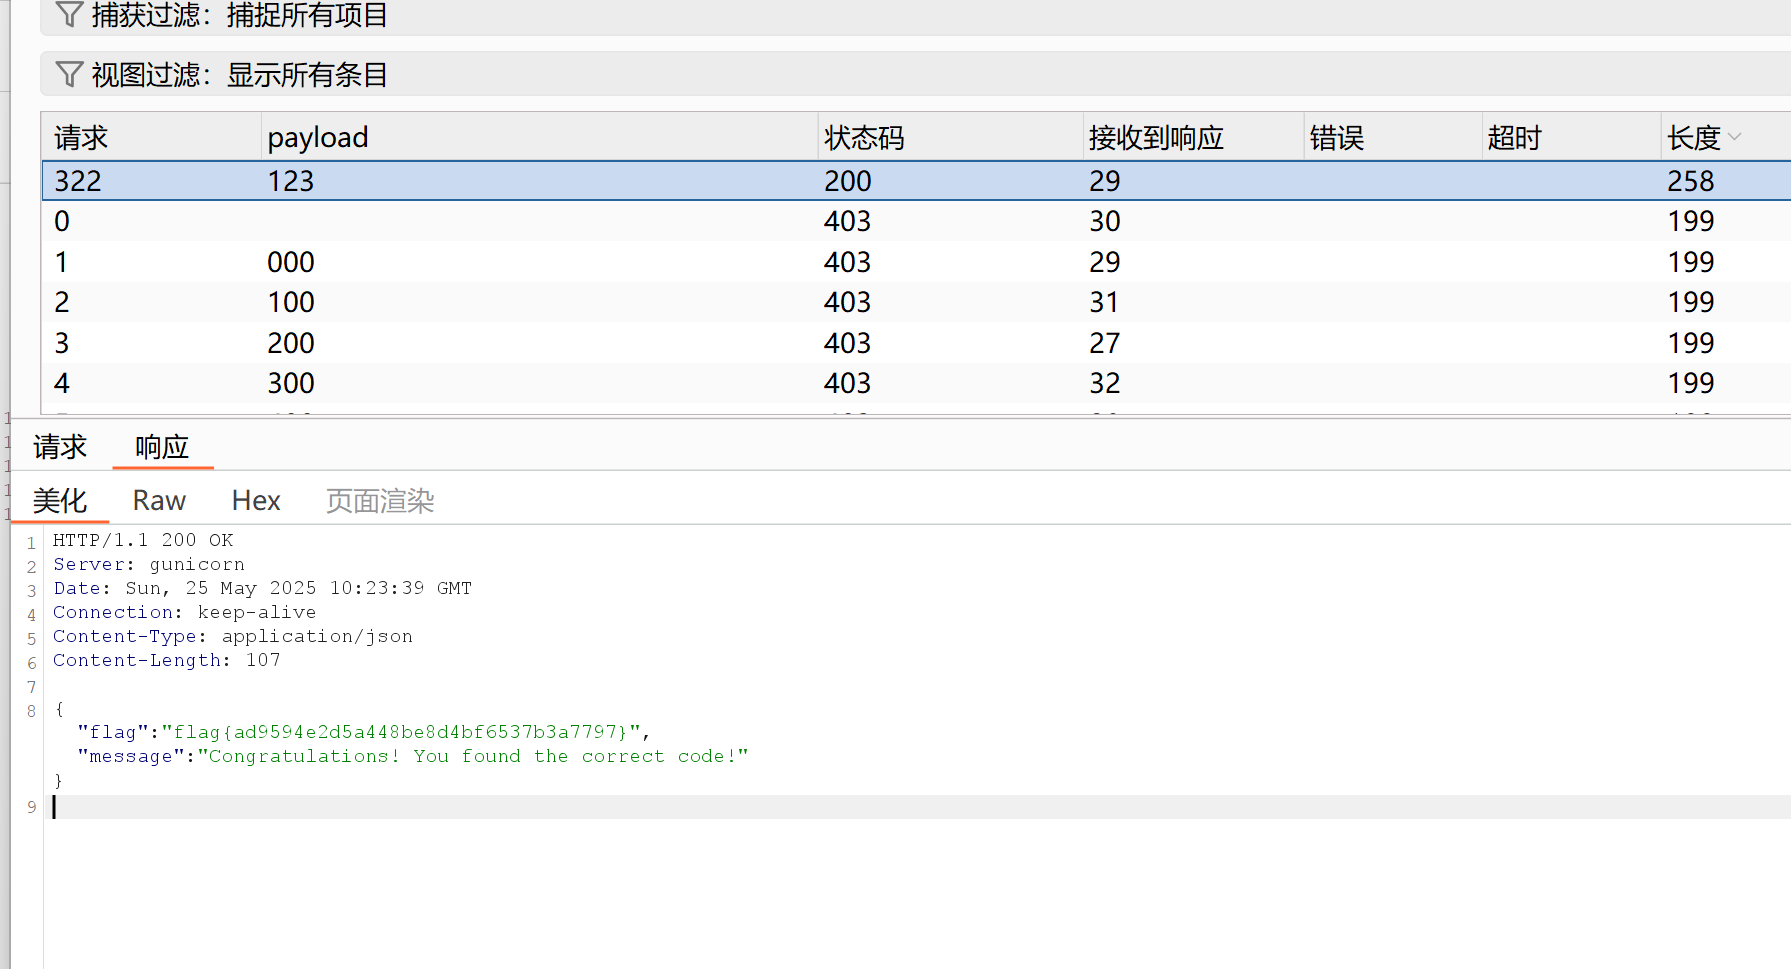 捕获过滤：捕捉所有项目
视图过滤：显示所有条目
请求 payload 状态码 接收到响应 错误 超时 长度
322 123 200 29 258
0 403 30 199
1 000 403 29 199
2 100 403 31 199
3 200 403 27 199
4 300 403 32 199
请求 响应
美化 Raw Hex 页面渲染
1 HTTP/1.1 200 OK
2 Server: gunicorn
3 Date: Sun, 25 May 2025 10:23:39 GMT
4 Connection: keep-alive
5 Content-Type: application/json
6 Content-Length: 107
7
8 {
"flag":"flag{ad9594e2d5a448be8d4bf6537b3a7797}",
"message":"Congratulations! You found the correct code!"
}
9